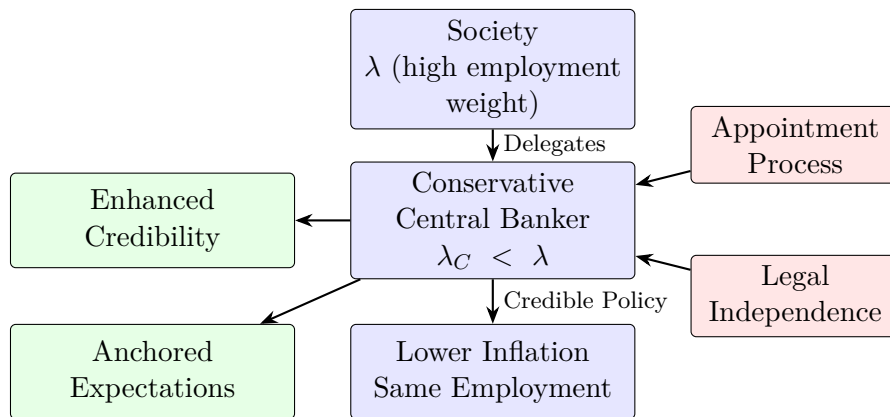 Society
λ (high employment
weight)
Delegates
Appointment
Process
Conservative
Central Banker
λ_C < λ
Enhanced
Credibility
Legal
Independence
Credible Policy
Anchored
Expectations
Lower Inflation
Same Employment